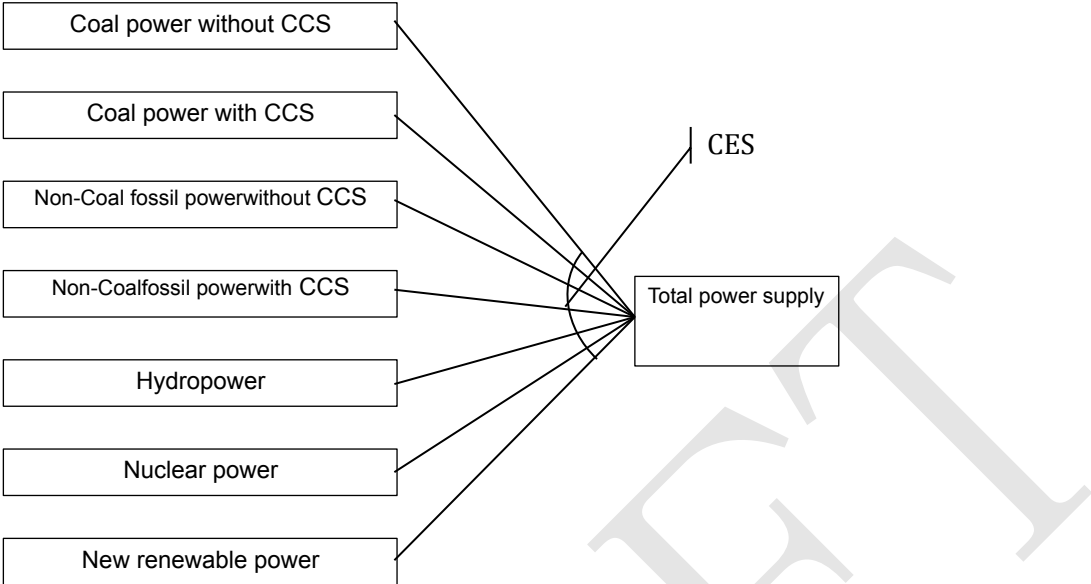 Coal power without CCS
Coal power with CCS
CES
Non-Coal fossil powerwithout CCS
Non-Coalfossil powerwith CCS
Total power supply
Hydropower
Nuclear power
New renewable power